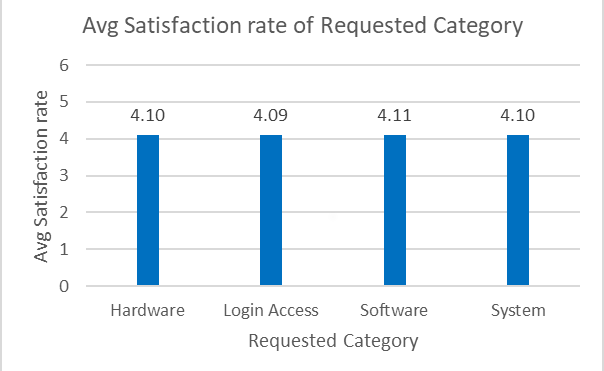 Avg Satisfaction rate of Requested Category
Avg Satisfaction rate
6
5
4
3
2
1
0
4.10 4.09 4.11 4.10
Hardware Login Access Software System
Requested Category